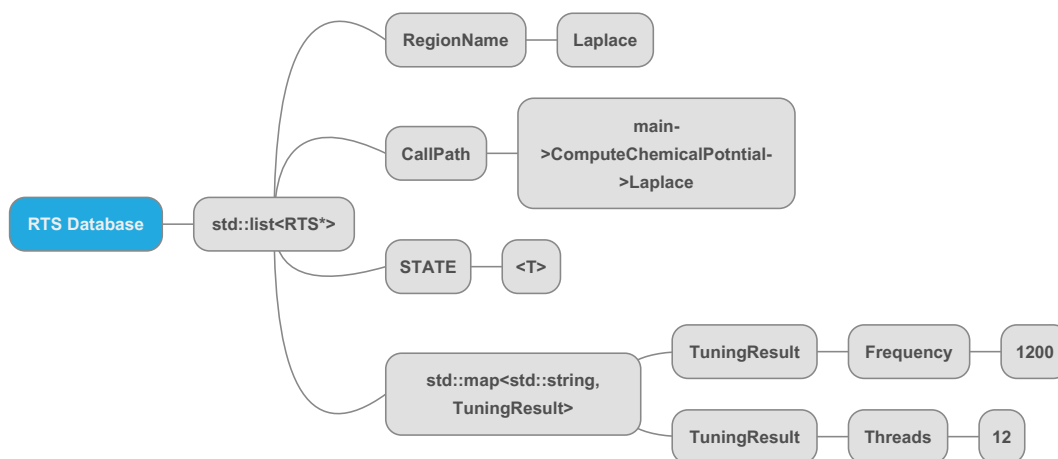 RTS Database
std::list<RTS*>
RegionName
Laplace
CallPath
main-
>ComputeChemicalPotntial-
>Laplace
STATE
<T>
std::map<std::string,
TuningResult>
TuningResult
Frequency
1200
TuningResult
Threads
12